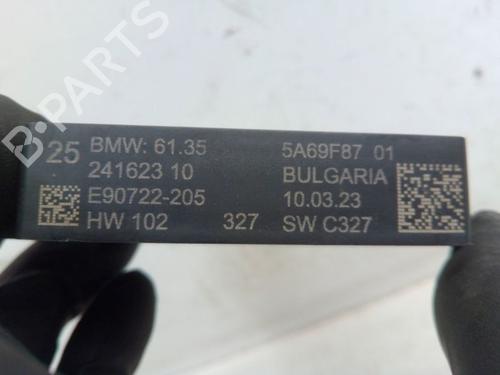 25 BMW: 61.35 5A69F87 01
241623 10 BULGARIA
E90722-205 10.03.23
HW 102 327 SW C327
B-PARTS